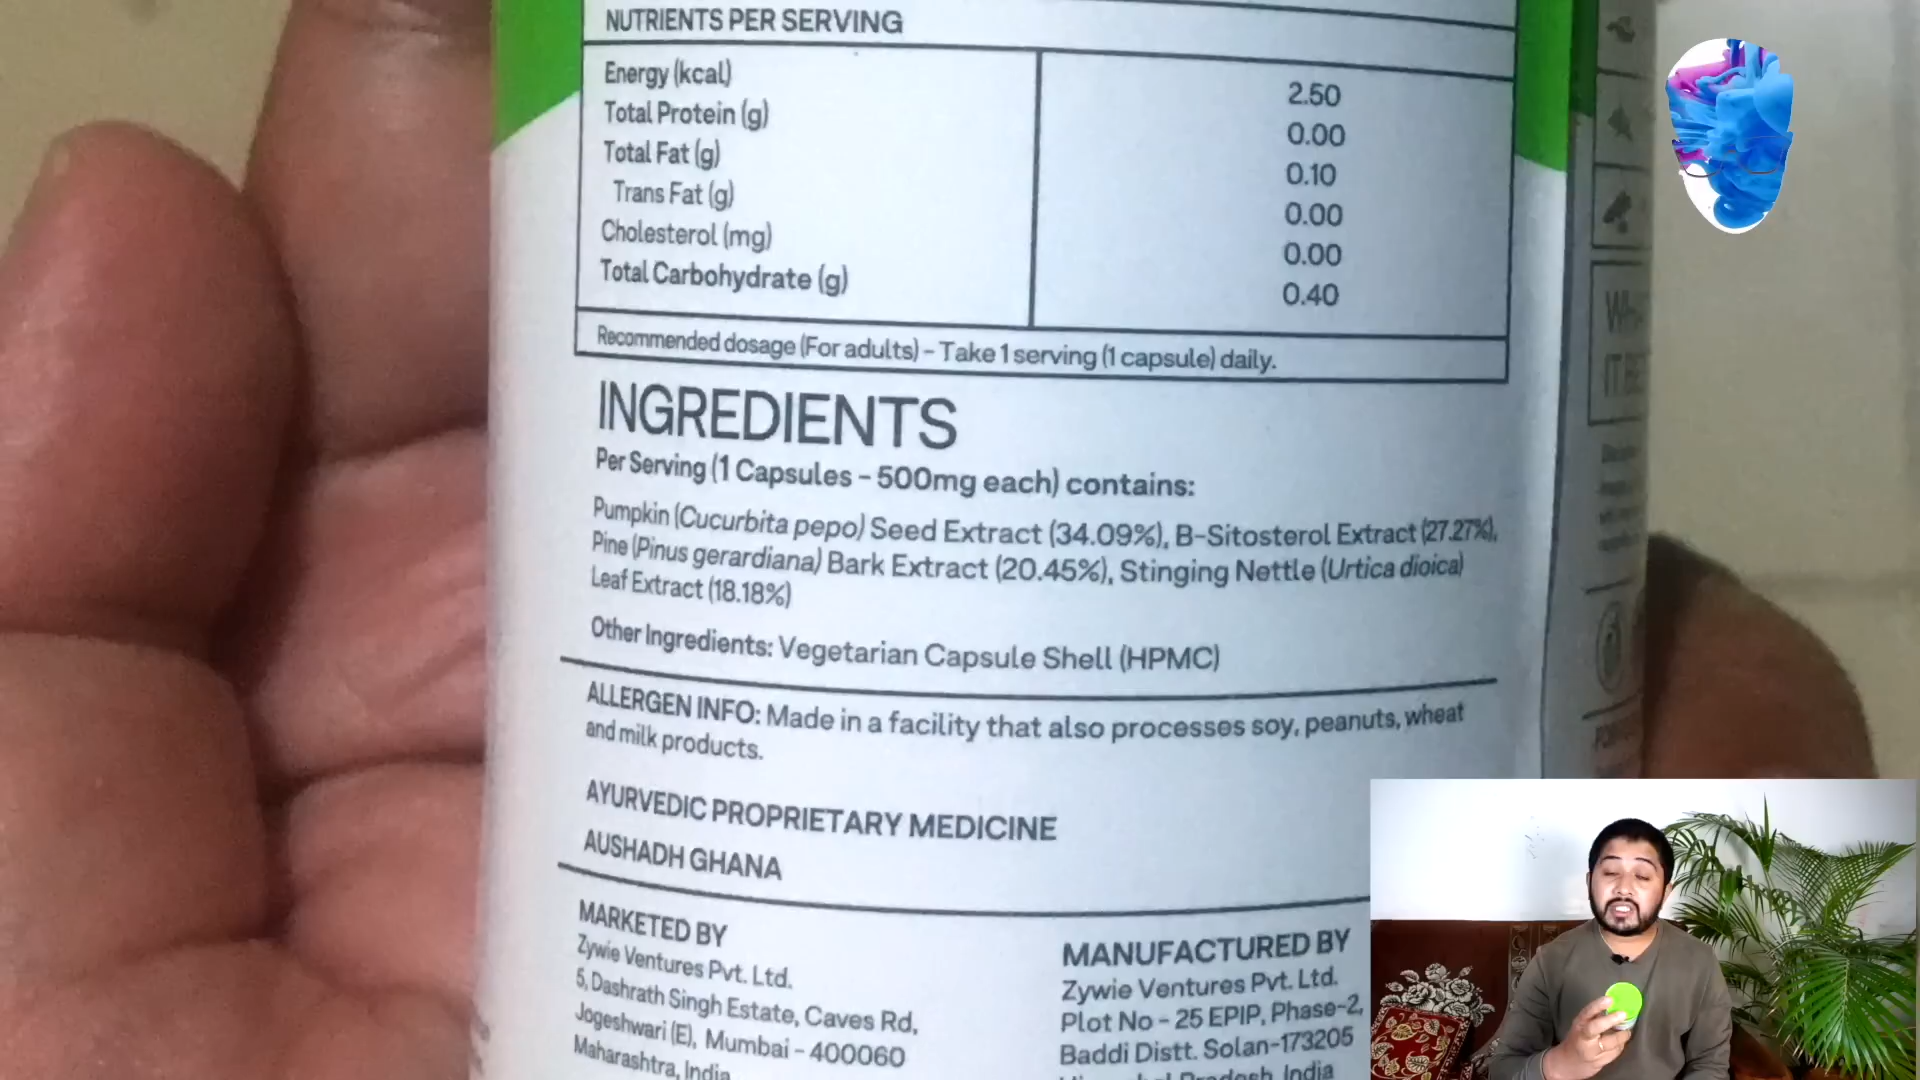 NUTRIENTS PER SERVING
Energy (kcal) 2.50
Total Protein (g) 0.00
Total Fat (g) 0.10
Trans Fat (g) 0.00
Cholesterol (mg) 0.00
Total Carbohydrate (g) 0.40
Recommended dosage (For adults) - Take 1 serving (1 capsule) daily.
INGREDIENTS
Per Serving (1 Capsules - 500mg each) contains:
Pumpkin (Cucurbita pepo) Seed Extract (34.09%), B-Sitosterol Extract (27.27%),
Pine (Pinus gerardiana) Bark Extract (20.45%), Stinging Nettle (Urtica dioica)
Leaf Extract (18.18%)
Other Ingredients: Vegetarian Capsule Shell (HPMC)
ALLERGEN INFO: Made in a facility that also processes soy, peanuts, wheat
and milk products.
AYURVEDIC PROPRIETARY MEDICINE
AUSHADH GHANA
MARKETED BY
Zywie Ventures Pvt. Ltd.
5, Dashrath Singh Estate, Caves Rd,
Jogeshwari (E), Mumbai - 400060
Maharashtra, India
MANUFACTURED BY
Zywie Ventures Pvt. Ltd.
Plot No - 25 EPIP, Phase-2,
Baddi Distt. Solan-173205
Pradesh, India